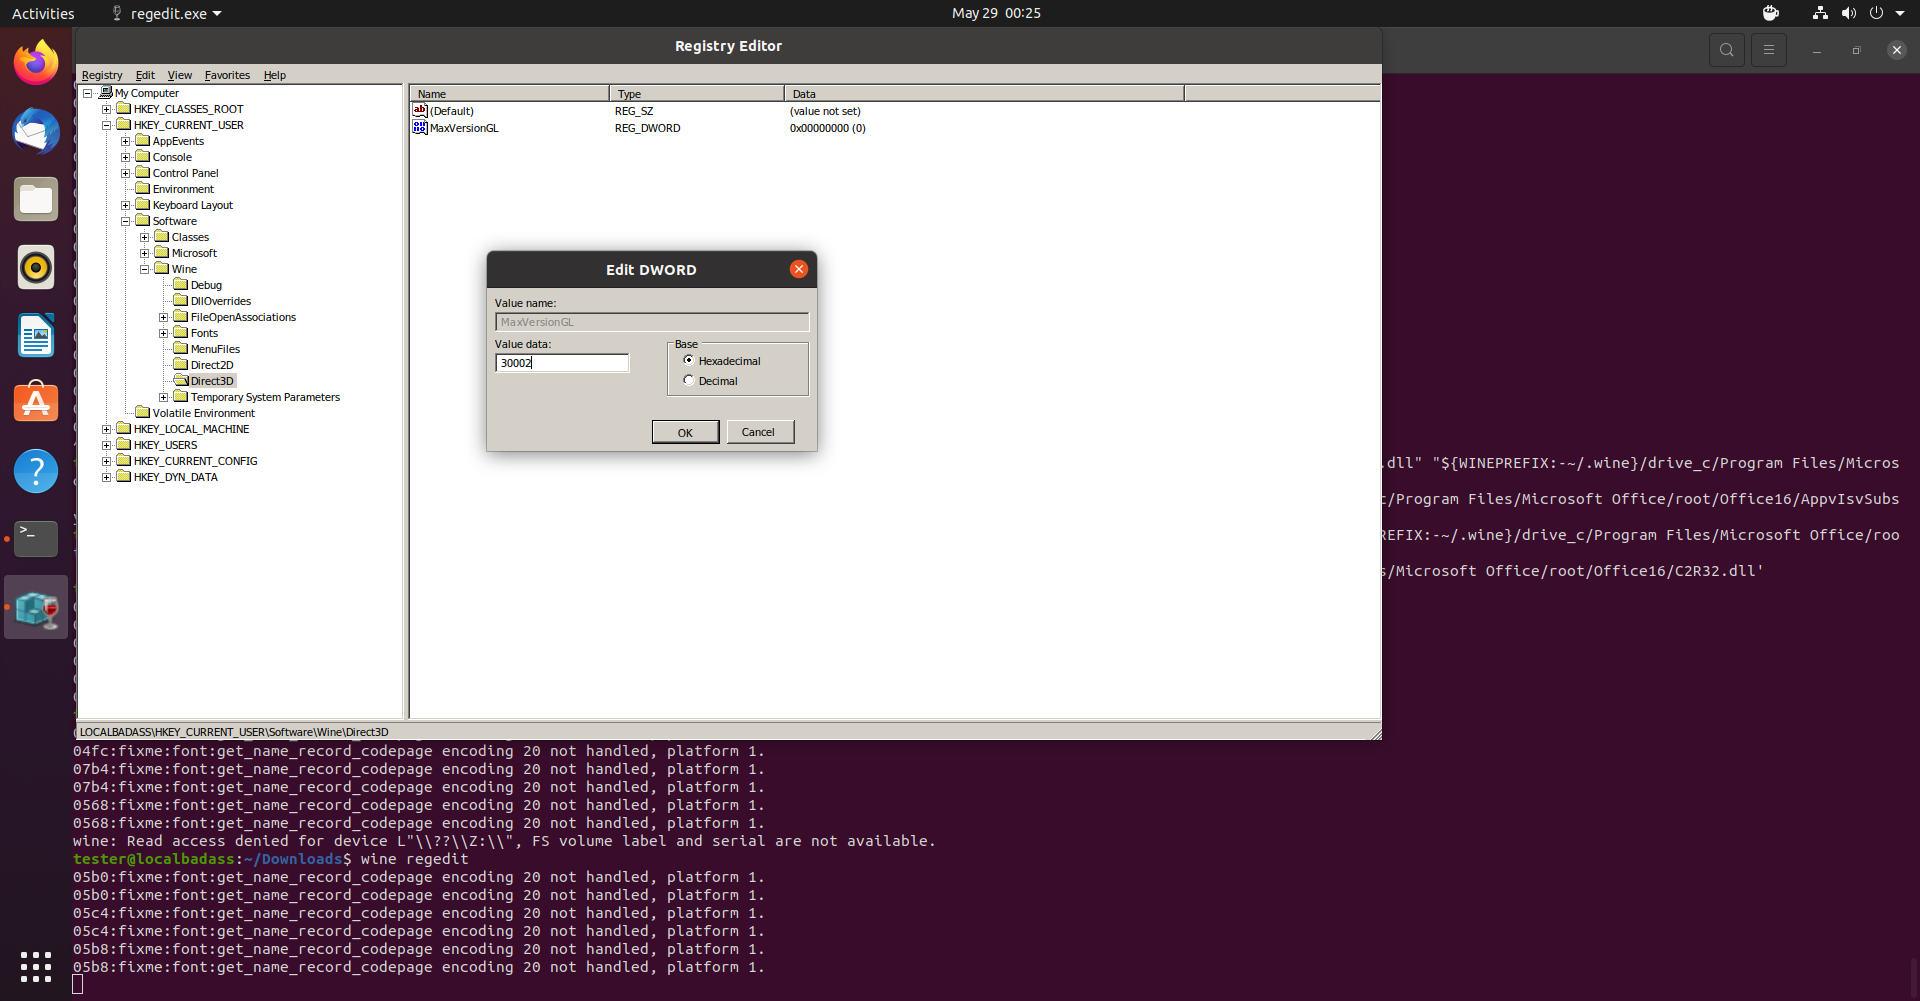 Activities
regedit.exe
May 29 00:25
Registry Editor
Registry Edit View Favorites Help
My Computer
HKEY_CLASSES_ROOT
HKEY_CURRENT_USER
AppEvents
Console
Control Panel
Environment
Keyboard Layout
Software
Classes
Microsoft
Wine
Debug
DllOverrides
FileOpenAssociations
Fonts
MenuFiles
Direct2D
Direct3D
Temporary System Parameters
Volatile Environment
HKEY_LOCAL_MACHINE
HKEY_USERS
HKEY_CURRENT_CONFIG
HKEY_DYN_DATA
Name Type Data
(Default) REG_SZ (value not set)
MaxVersionGL REG_DWORD 0x00000000 (0)
Edit DWORD
Value name:
MaxVersionGL
Value data:
30002
Base
Hexadecimal
Decimal
OK
Cancel
.dll" "${WINEPREFIX:-~/.wine}/drive_c/Program Files/Micros
/Program Files/Microsoft Office/root/Office16/AppvIsvSubs
REFIX:-~/.wine}/drive_c/Program Files/Microsoft Office/roo
/Microsoft Office/root/Office16/C2R32.dll'
LOCALBADASS\HKEY_CURRENT_USER\Software\Wine\Direct3D
04fc:fixme:font:get_name_record_codepage encoding 20 not handled, platform 1.
07b4:fixme:font:get_name_record_codepage encoding 20 not handled, platform 1.
07b4:fixme:font:get_name_record_codepage encoding 20 not handled, platform 1.
0568:fixme:font:get_name_record_codepage encoding 20 not handled, platform 1.
0568:fixme:font:get_name_record_codepage encoding 20 not handled, platform 1.
wine: Read access denied for device L"\\??\\Z:\\", FS volume label and serial are not available.
tester@localbadass:~/Downloads$ wine regedit
05b0:fixme:font:get_name_record_codepage encoding 20 not handled, platform 1.
05b0:fixme:font:get_name_record_codepage encoding 20 not handled, platform 1.
05c4:fixme:font:get_name_record_codepage encoding 20 not handled, platform 1.
05c4:fixme:font:get_name_record_codepage encoding 20 not handled, platform 1.
05b8:fixme:font:get_name_record_codepage encoding 20 not handled, platform 1.
05b8:fixme:font:get_name_record_codepage encoding 20 not handled, platform 1.